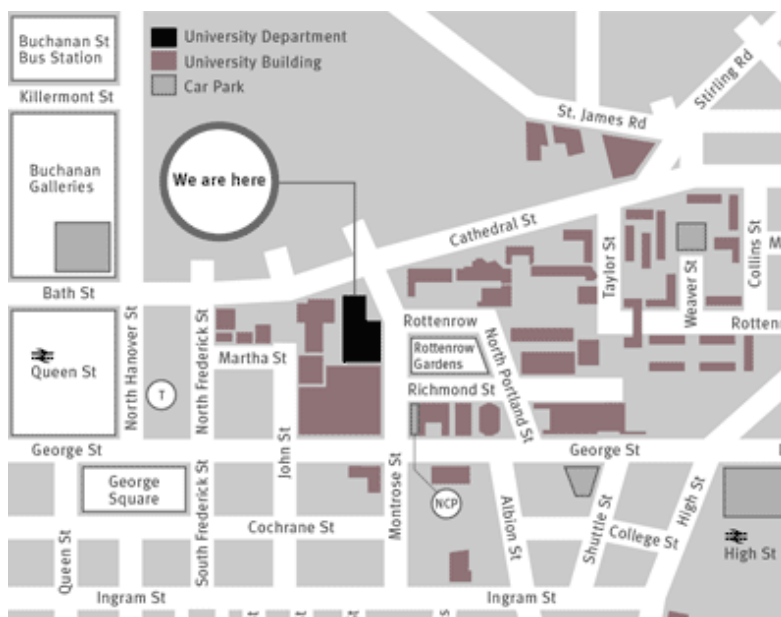 Buchanan St
Bus Station
University Department
University Building
Car Park
Killermont St
St. James Rd
Stirling Rd
Buchanan
Galleries
We are here
Cathedral St
Taylor St
Weaver St
Collins St
M
Bath St
North Hanover St
North Frederick St
Rottenrow
Rottenrow
Gardens
Rotten
Martha St
Queen St
T
North Portland St
Richmond St
George St
John St
George St
George
Square
South Frederick St
Montrose St
NCP
Albion St
Shuttle St
College St
High St
High St
Cochrane St
Queen St
Ingram St
Ingram St